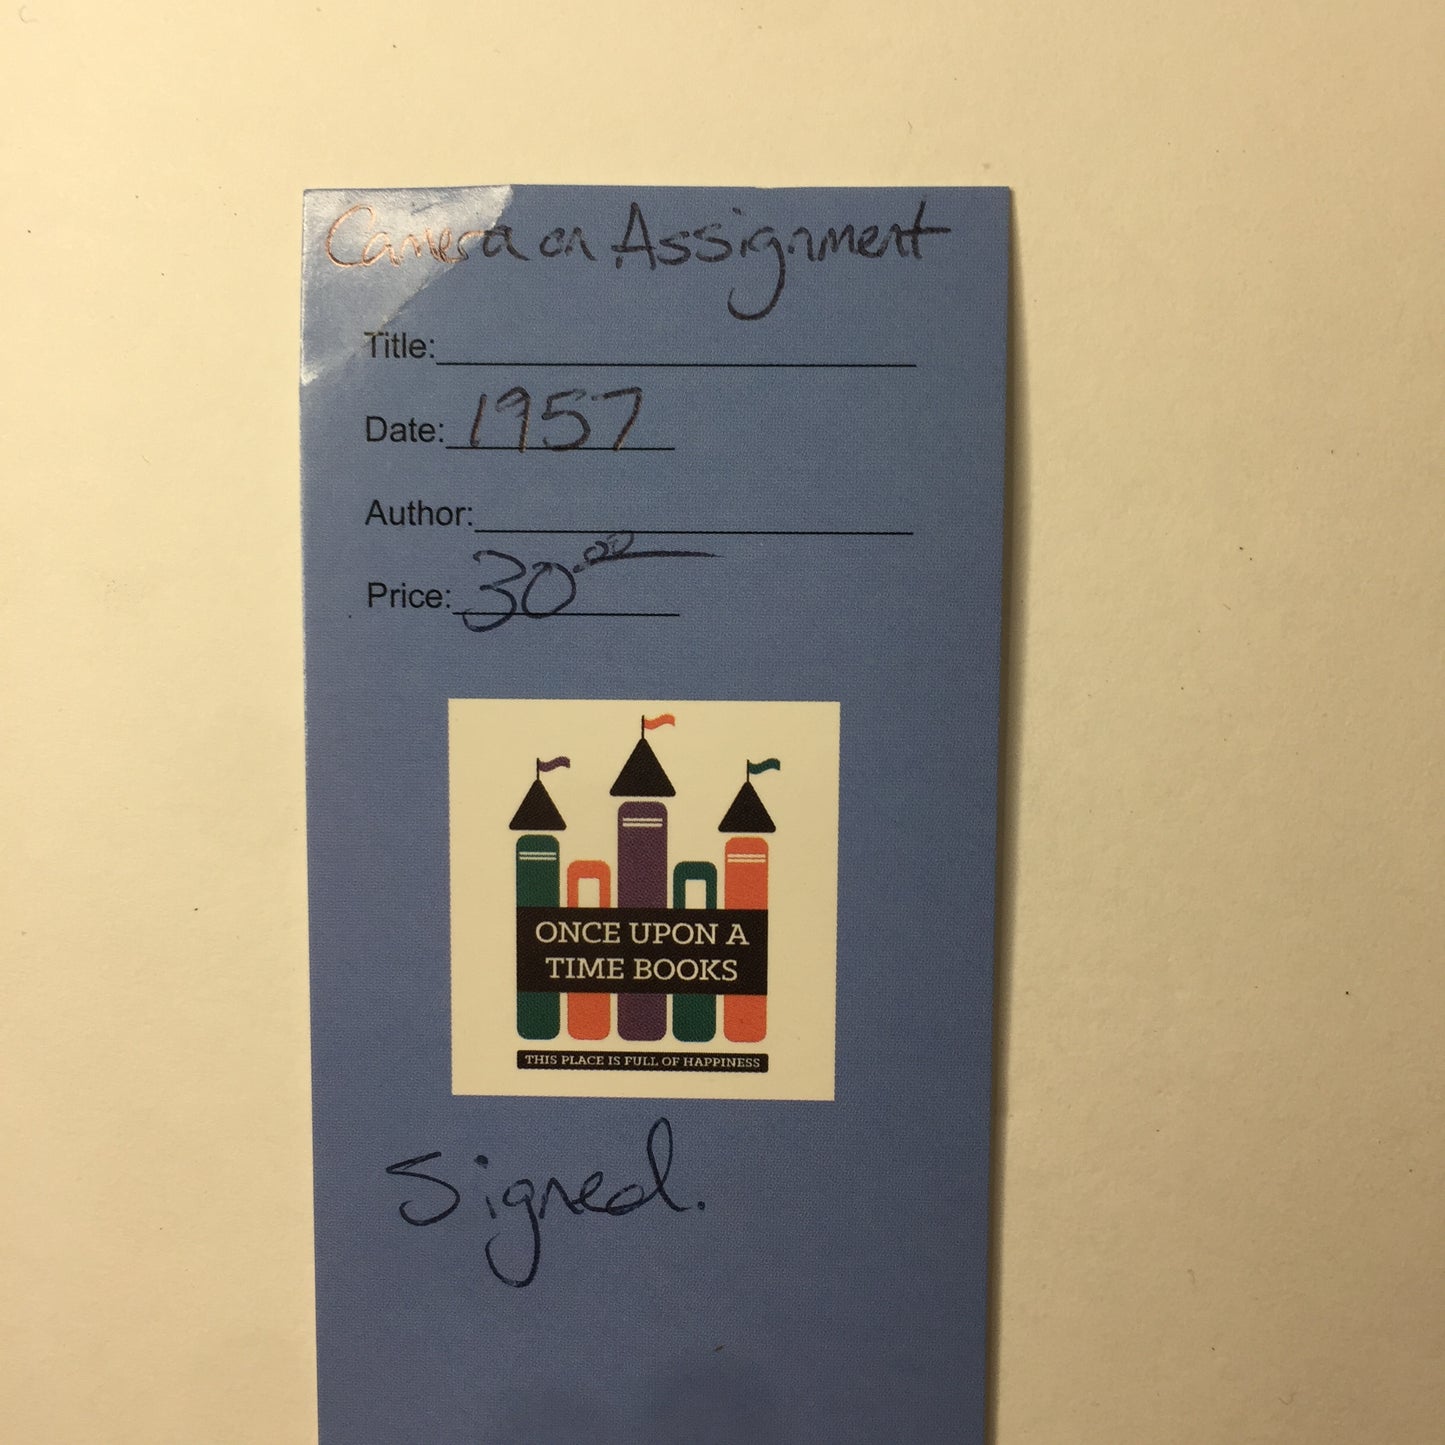 Camera on Assignment
Title:
Date: 1957
Author:
Price: 30.00
ONCE UPON A
TIME BOOKS
THIS PLACE IS FULL OF HAPPINESS
Signed.